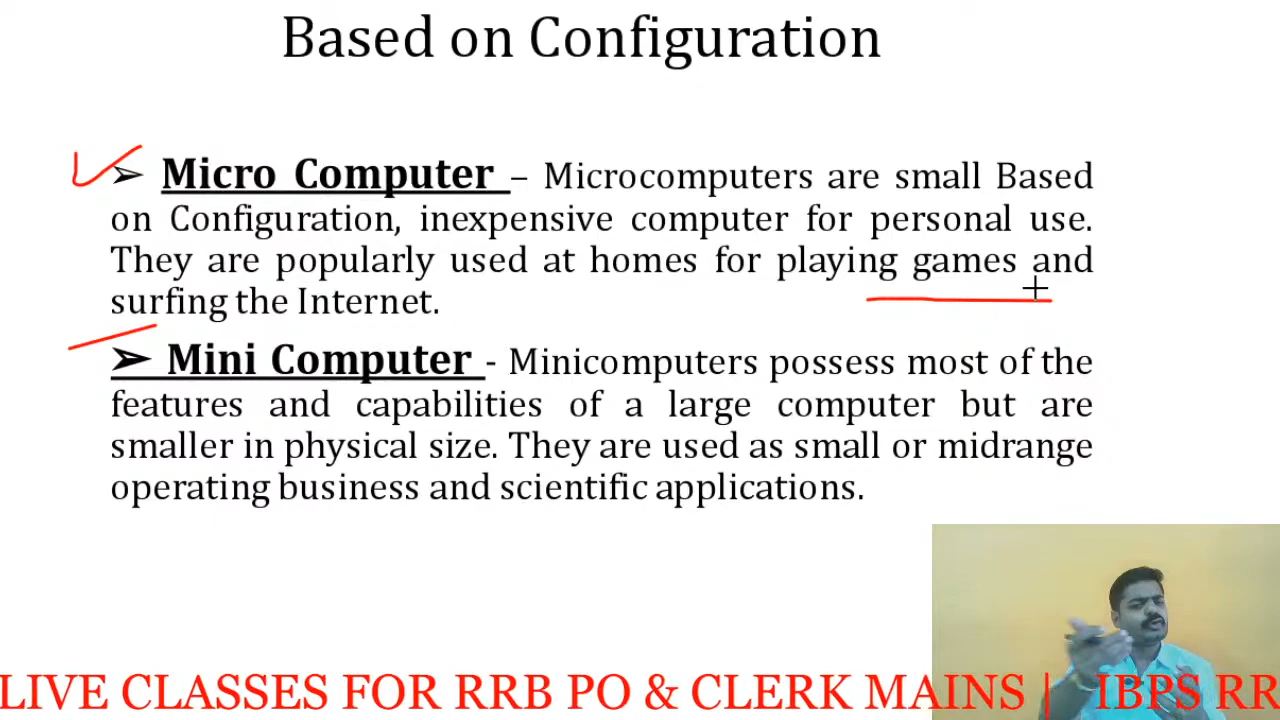 Based on Configuration
➢ Micro Computer – Microcomputers are small Based
on Configuration, inexpensive computer for personal use.
They are popularly used at homes for playing games and
surfing the Internet.
➢ Mini Computer - Minicomputers possess most of the
features and capabilities of a large computer but are
smaller in physical size. They are used as small or midrange
operating business and scientific applications.
LIVE CLASSES FOR RRB PO & CLERK MAINS | IBPS RR